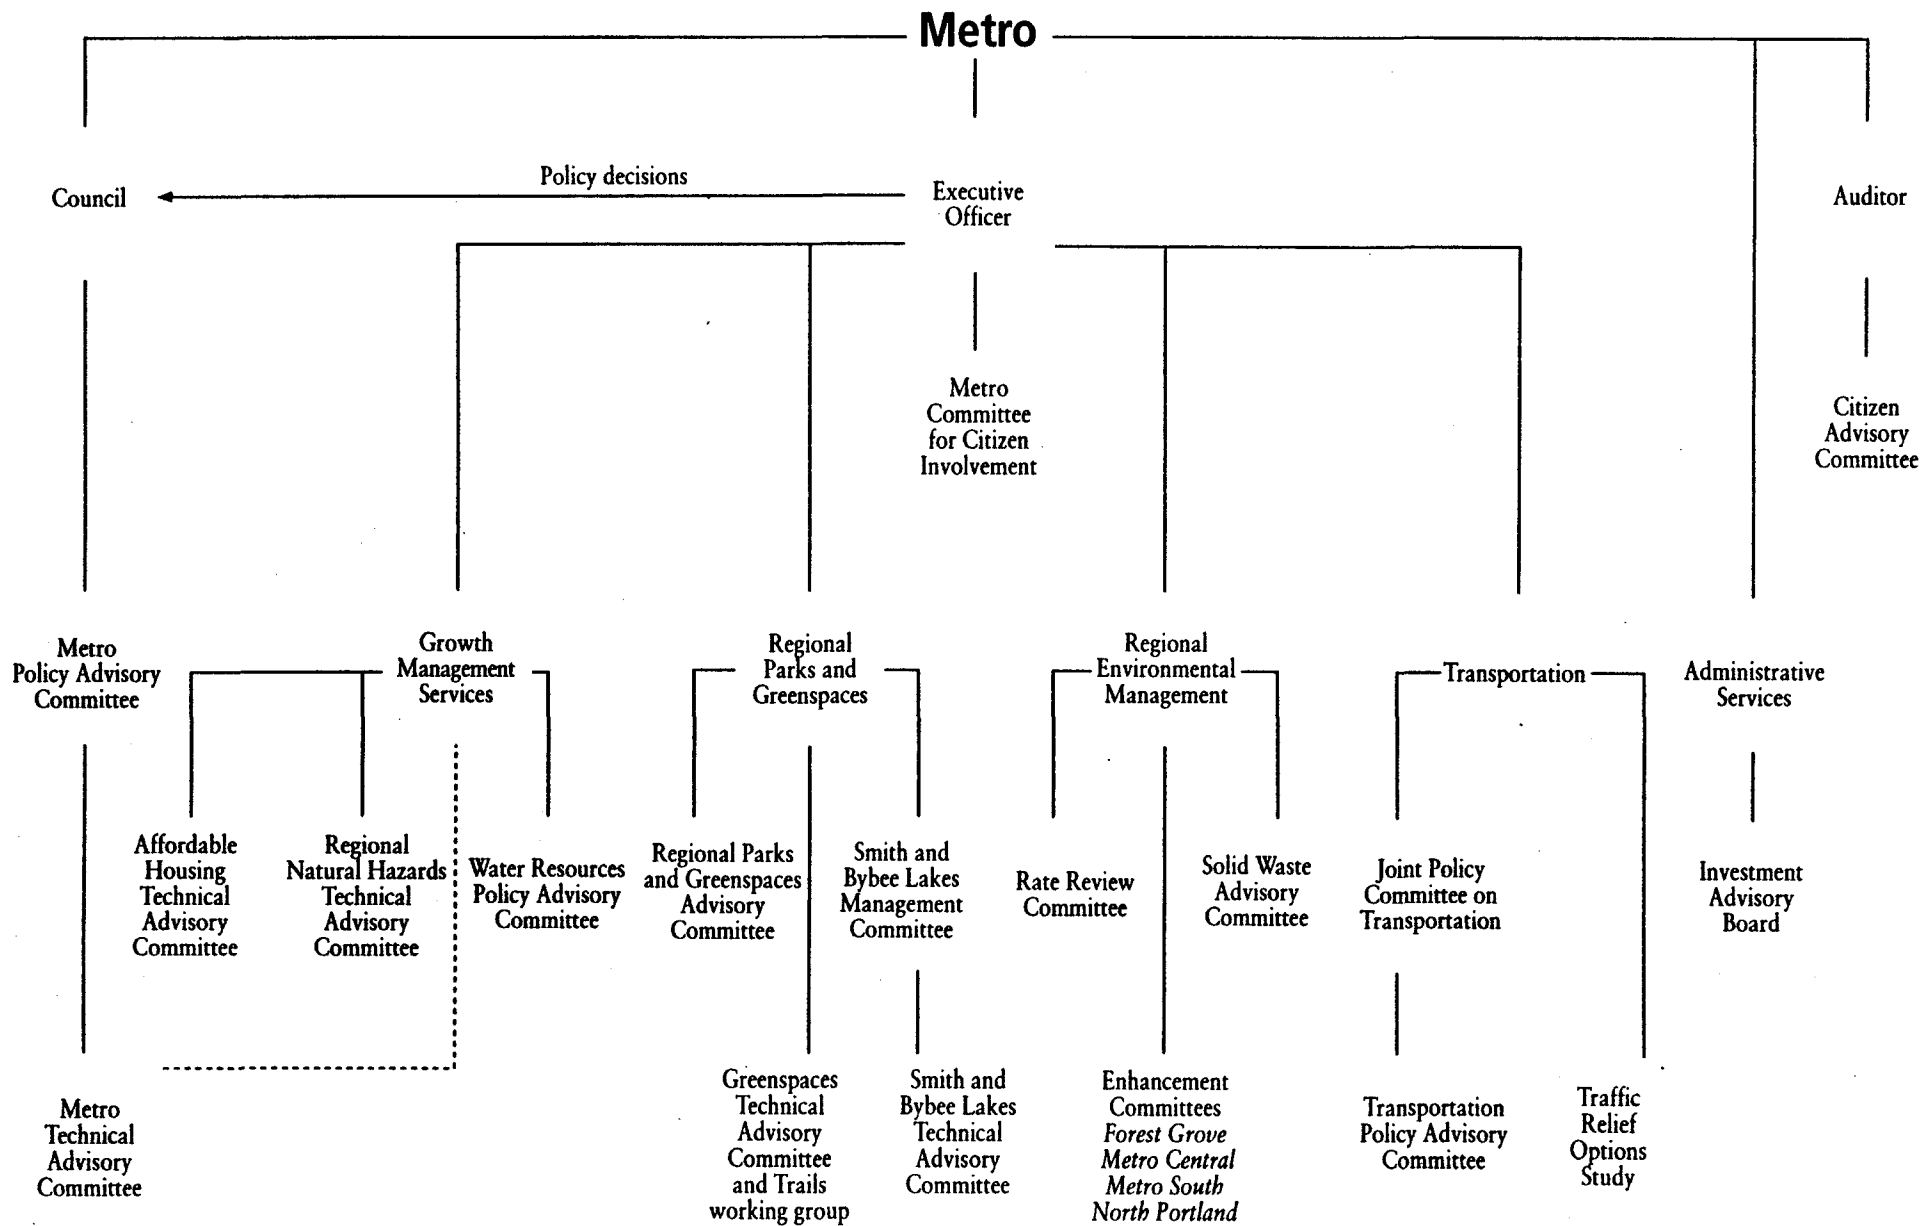 Metro
Policy decisions
Council
Executive
Officer
Auditor
Metro
Committee
for Citizen
Involvement
Citizen
Advisory
Committee
Metro
Policy Advisory
Committee
Growth
Management
Services
Regional
Parks and
Greenspaces
Regional
Environmental
Management
Transportation
Administrative
Services
Affordable
Housing
Technical
Advisory
Committee
Regional
Natural Hazards
Technical
Advisory
Committee
Water Resources
Policy Advisory
Committee
Regional Parks
and Greenspaces
Advisory
Committee
Smith and
Bybee Lakes
Management
Committee
Rate Review
Committee
Solid Waste
Advisory
Committee
Joint Policy
Committee on
Transportation
Investment
Advisory
Board
Metro
Technical
Advisory
Committee
Greenspaces
Technical
Advisory
Committee
and Trails
working group
Smith and
Bybee Lakes
Technical
Advisory
Committee
Enhancement
Committees
Forest Grove
Metro Central
Metro South
North Portland
Transportation
Policy Advisory
Committee
Traffic
Relief
Options
Study